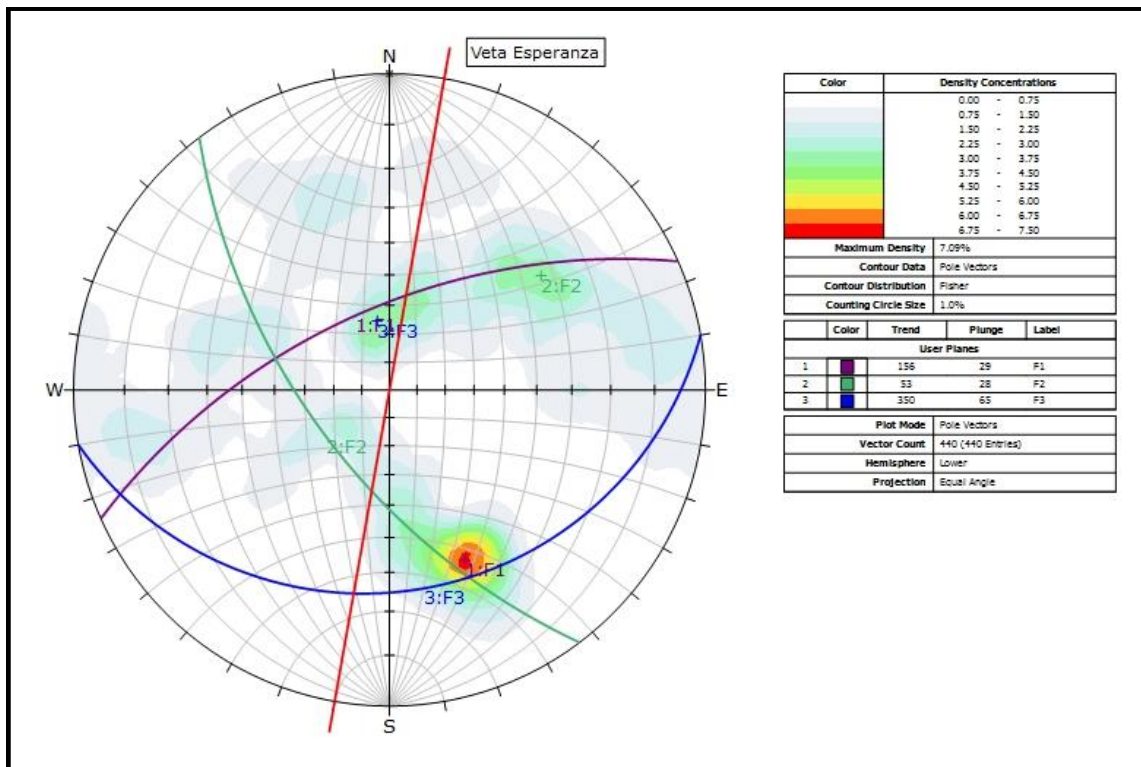 Veta Esperanza
N
W
E
S
2:F2
1:F1
3:F3
2:F2
1:F1
3:F3
Color Density Concentrations
0.00 - 0.75
0.75 - 1.50
1.50 - 2.25
2.25 - 3.00
3.00 - 3.75
3.75 - 4.50
4.50 - 5.25
5.25 - 6.00
6.00 - 6.75
6.75 - 7.50
Maximum Density 7.09%
Contour Data Pole Vectors
Contour Distribution Fisher
Counting Circle Size 1.0%
Color Trend Plunge Label
User Planes
1 156 29 F1
2 53 28 F2
3 350 65 F3
Plot Mode Pole Vectors
Vector Count 440 (440 Entries)
Hemisphere Lower
Projection Equal Angle